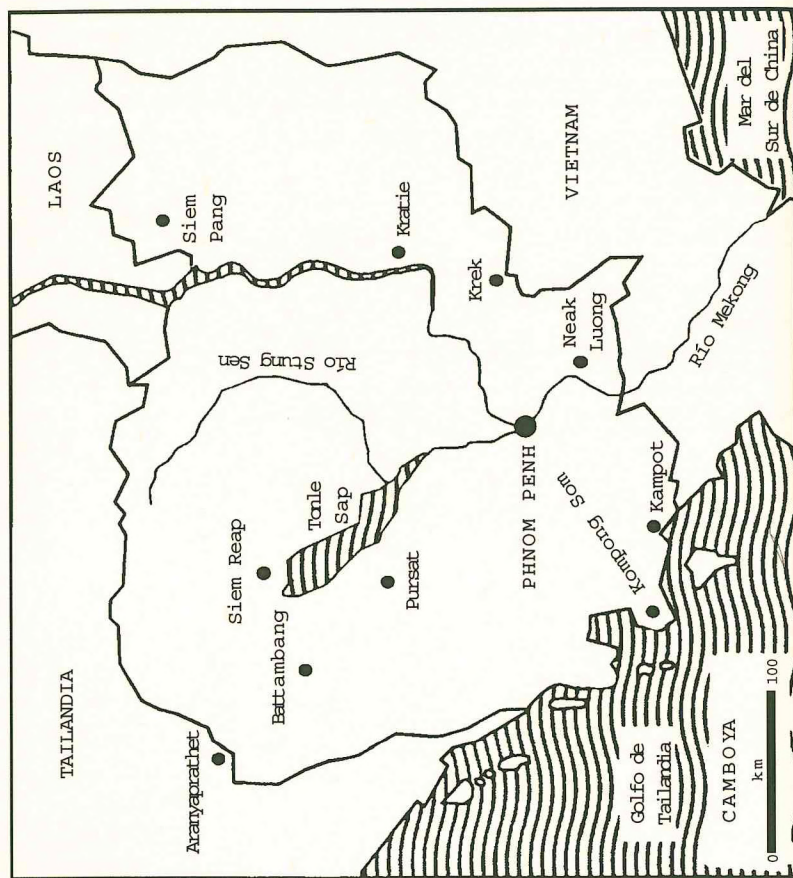 LAOS
TAILANDIA
Siem
Pang
Río Stung Sen
Aranyaprathet
Siem Reap
Battambang
Tonle
Sap
Kratie
Pursat
Krek
VIETNAM
PHNOM PENH
Neak
Luong
Kompong Som
Kampot
Río Mekong
Golfo de
Tailandia
Mar del
Sur de China
CAMBOYA
km
0 100